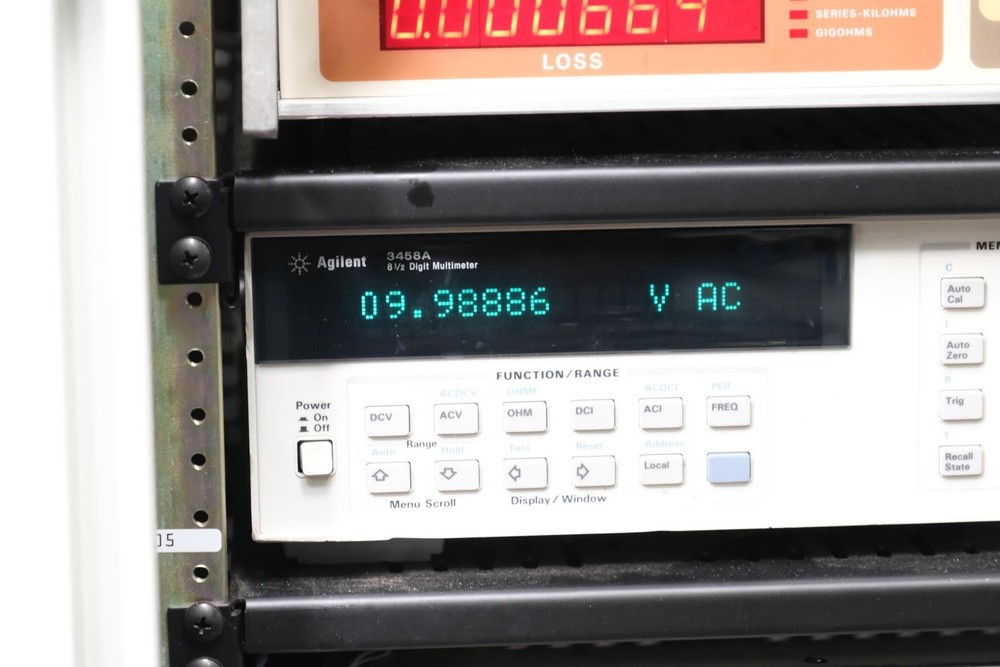 0.000664
SERIES-KILOHMS
GIGOHMS
LOSS
Agilent 3458A
8½ Digit Multimeter
09.98886 V AC
FUNCTION/RANGE
ACDCV OHMF ACDCI PER
DCV ACV OHM DCI ACI FREQ
Power
On
Off
Range
Auto Hold Test Reset Address
Local
Menu Scroll Display/Window
C
Auto
Cal
L
Auto
Zero
R
Trig
T
Recall
State